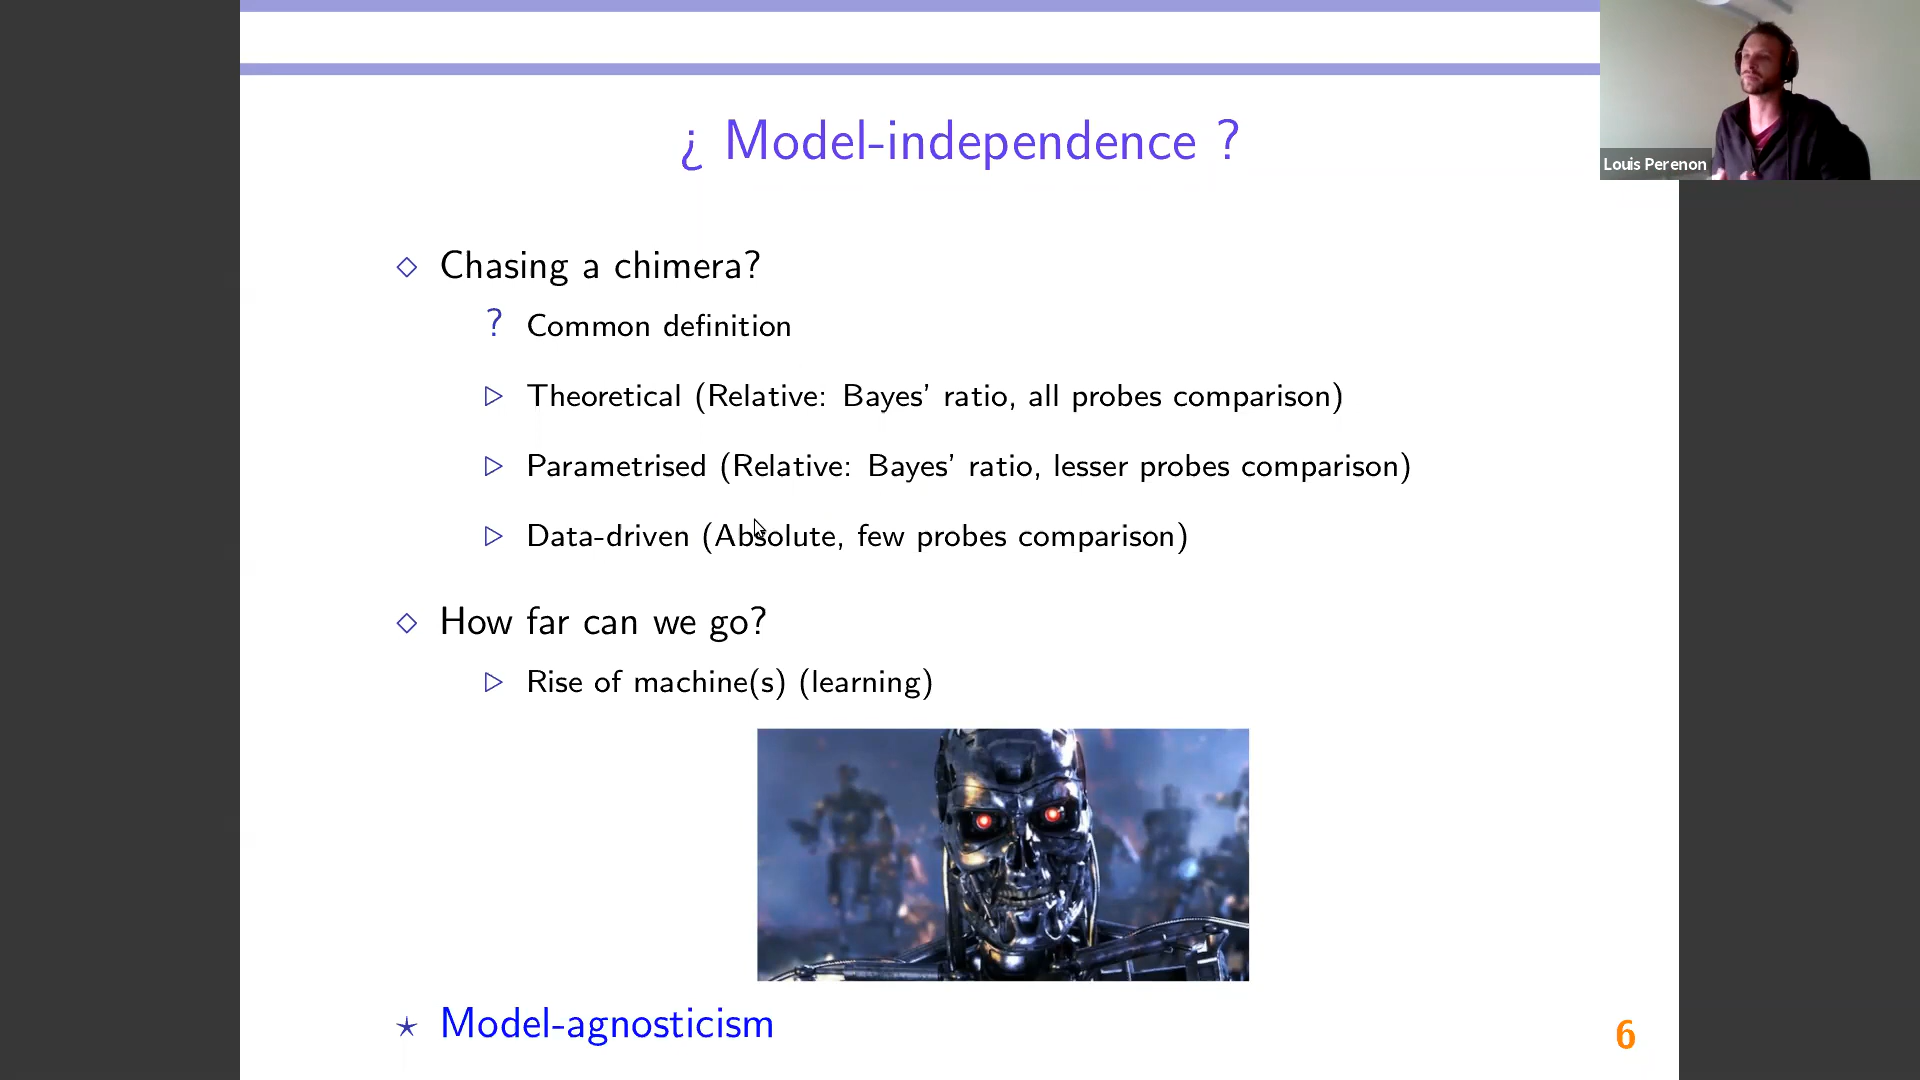 ¿ Model-independence ?
Louis Perenon
◇ Chasing a chimera?
? Common definition
▷ Theoretical (Relative: Bayes' ratio, all probes comparison)
▷ Parametrised (Relative: Bayes' ratio, lesser probes comparison)
▷ Data-driven (Absolute, few probes comparison)
◇ How far can we go?
▷ Rise of machine(s) (learning)
⋆ Model-agnosticism
6